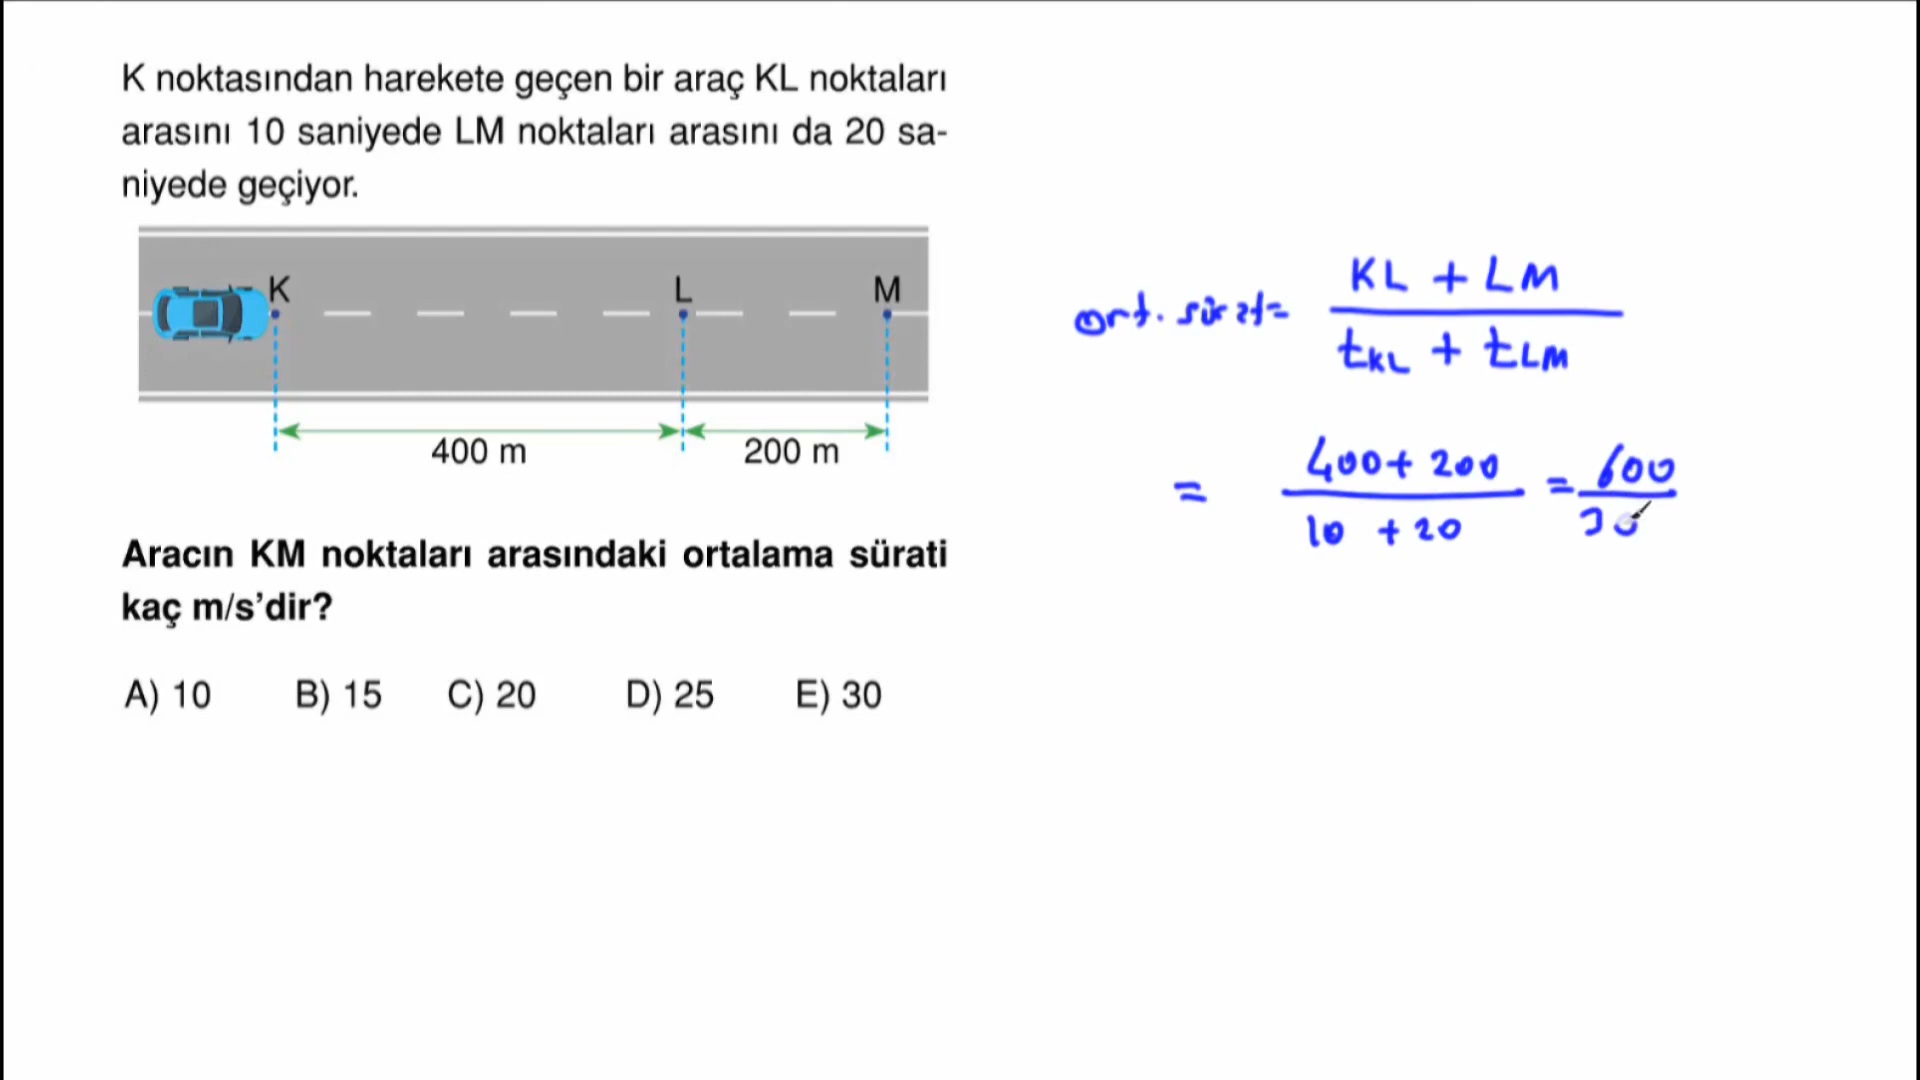 K noktasından harekete geçen bir araç KL noktaları
arasını 10 saniyede LM noktaları arasını da 20 sa-
niyede geçiyor.
K L M
400 m 200 m
Aracın KM noktaları arasındaki ortalama sürati
kaç m/s'dir?
A) 10 B) 15 C) 20 D) 25 E) 30
ort. sürat= KL + LM
tKL + tLM
= 400+ 200 = 600
10 + 20 30